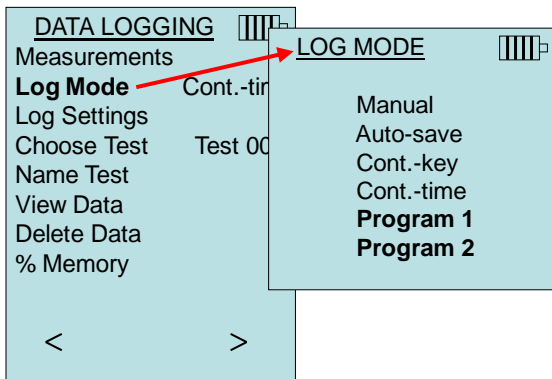 DATA LOGGING
Measurements
Log Mode
Log Settings
Choose Test Test
Name Test
View Data
Delete Data
% Memory
< >
LOG MODE
Manual
Auto-save
Cont.-key
Cont.-time
Program 1
Program 2